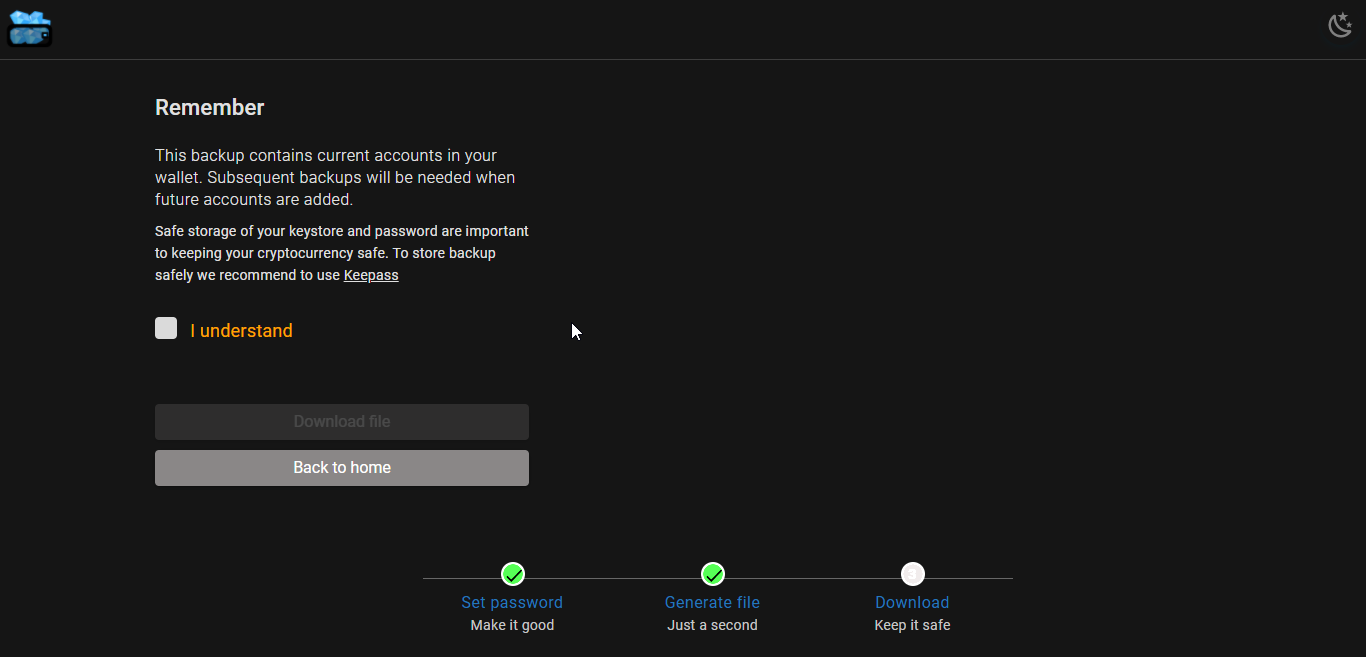 Remember
This backup contains current accounts in your
wallet. Subsequent backups will be needed when
future accounts are added.
Safe storage of your keystore and password are important
to keeping your cryptocurrency safe. To store backup
safely we recommend to use Keepass
I understand
Download file
Back to home
3
Set password
Generate file
Download
Make it good
Just a second
Keep it safe